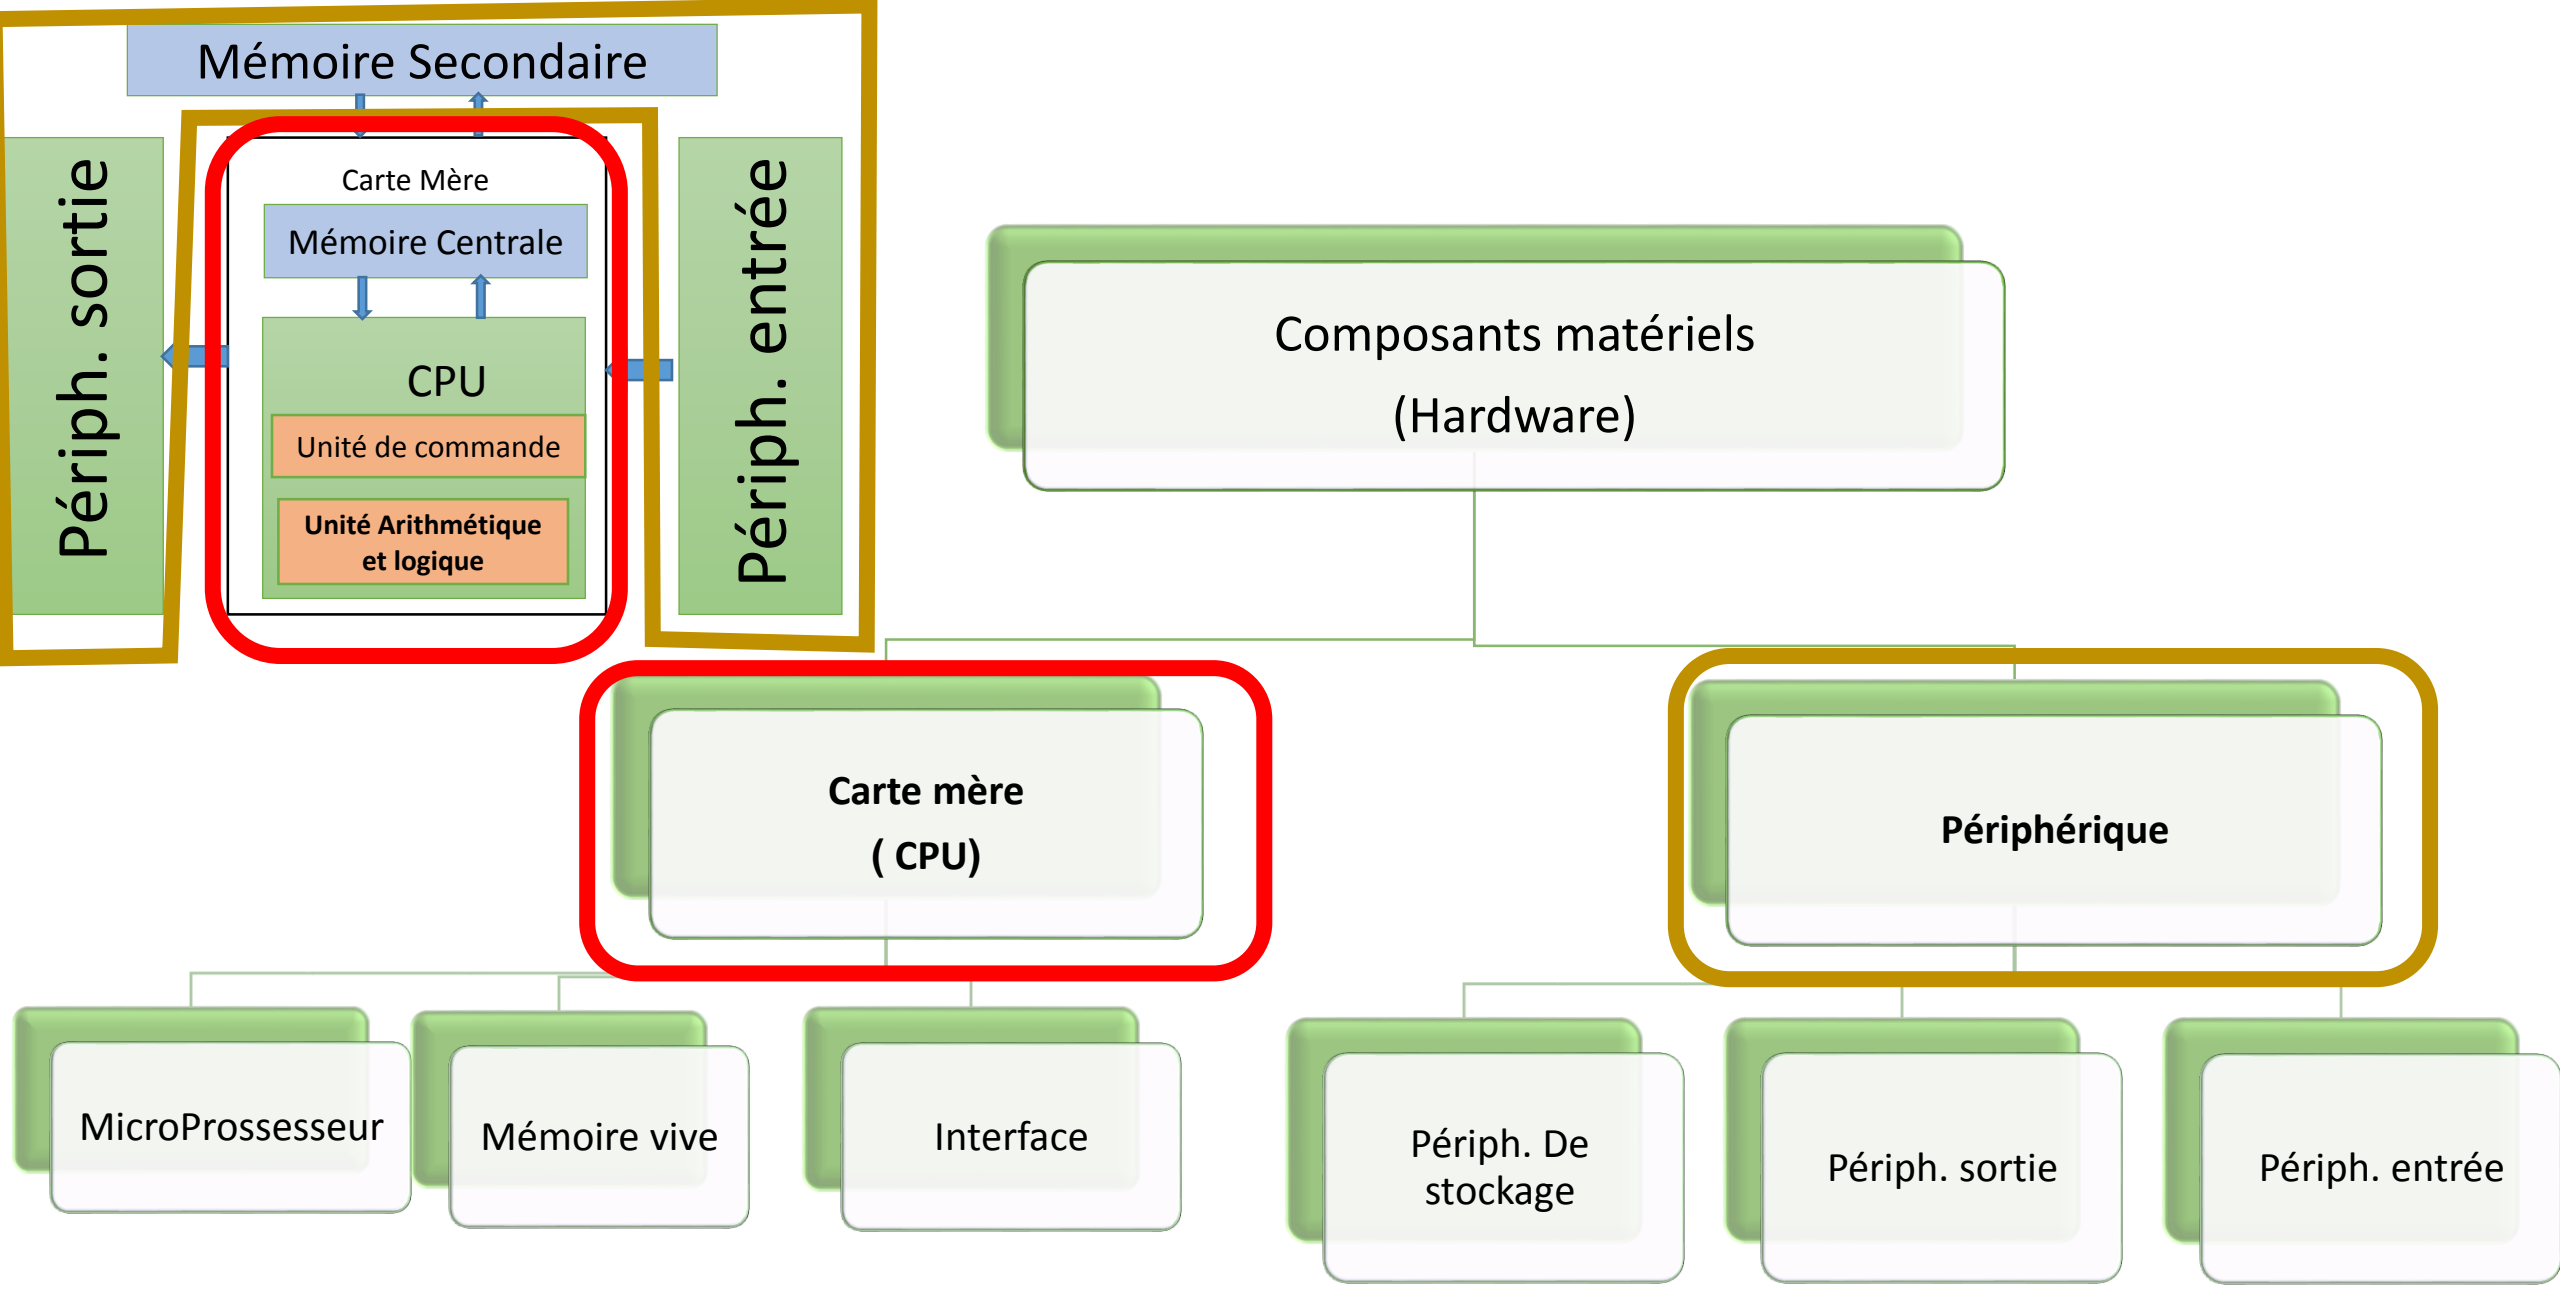 Mémoire Secondaire
Périph. sortie
Carte Mère
Mémoire Centrale
CPU
Unité de commande
Unité Arithmétique
et logique
Périph. entrée
Composants matériels
(Hardware)
Carte mère
( CPU)
Périphérique
MicroProssesseur
Mémoire vive
Interface
Périph. De
stockage
Périph. sortie
Périph. entrée